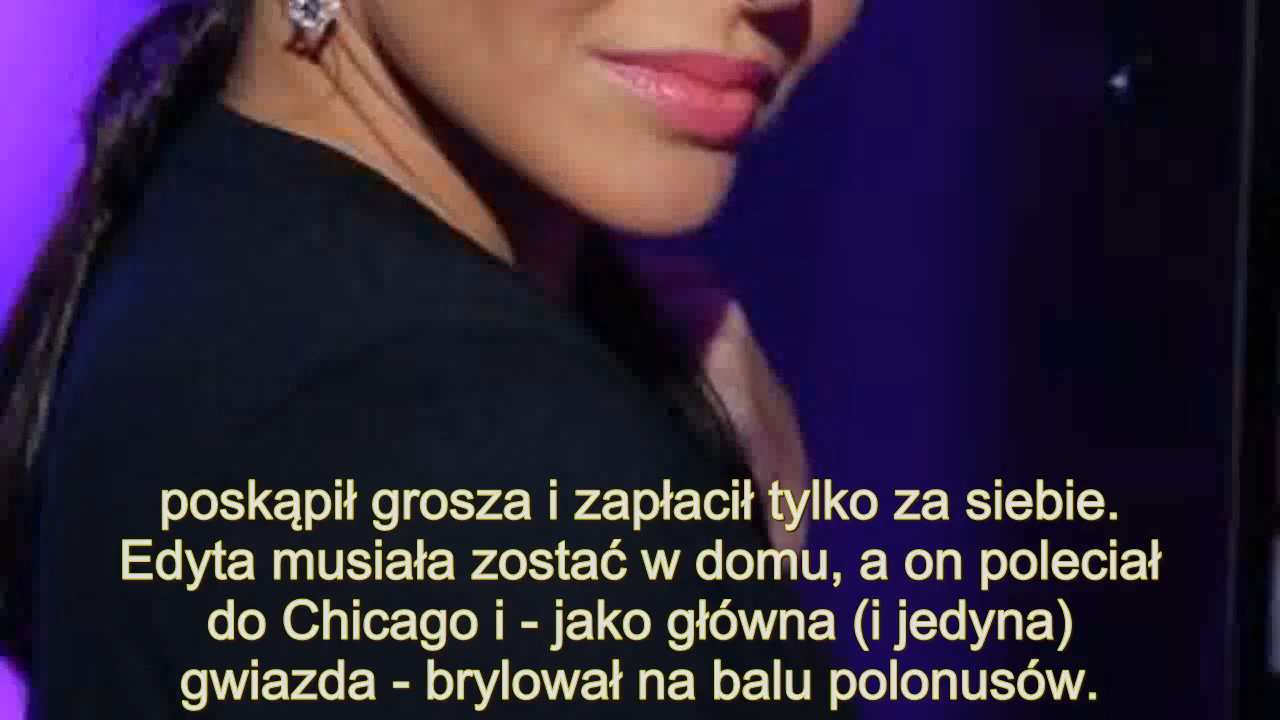 poskąpił grosza i zapłacił tylko za siebie.
Edyta musiała zostać w domu, a on poleciał
do Chicago i - jako główna (i jedyna)
gwiazda - brylował na balu polonusów.